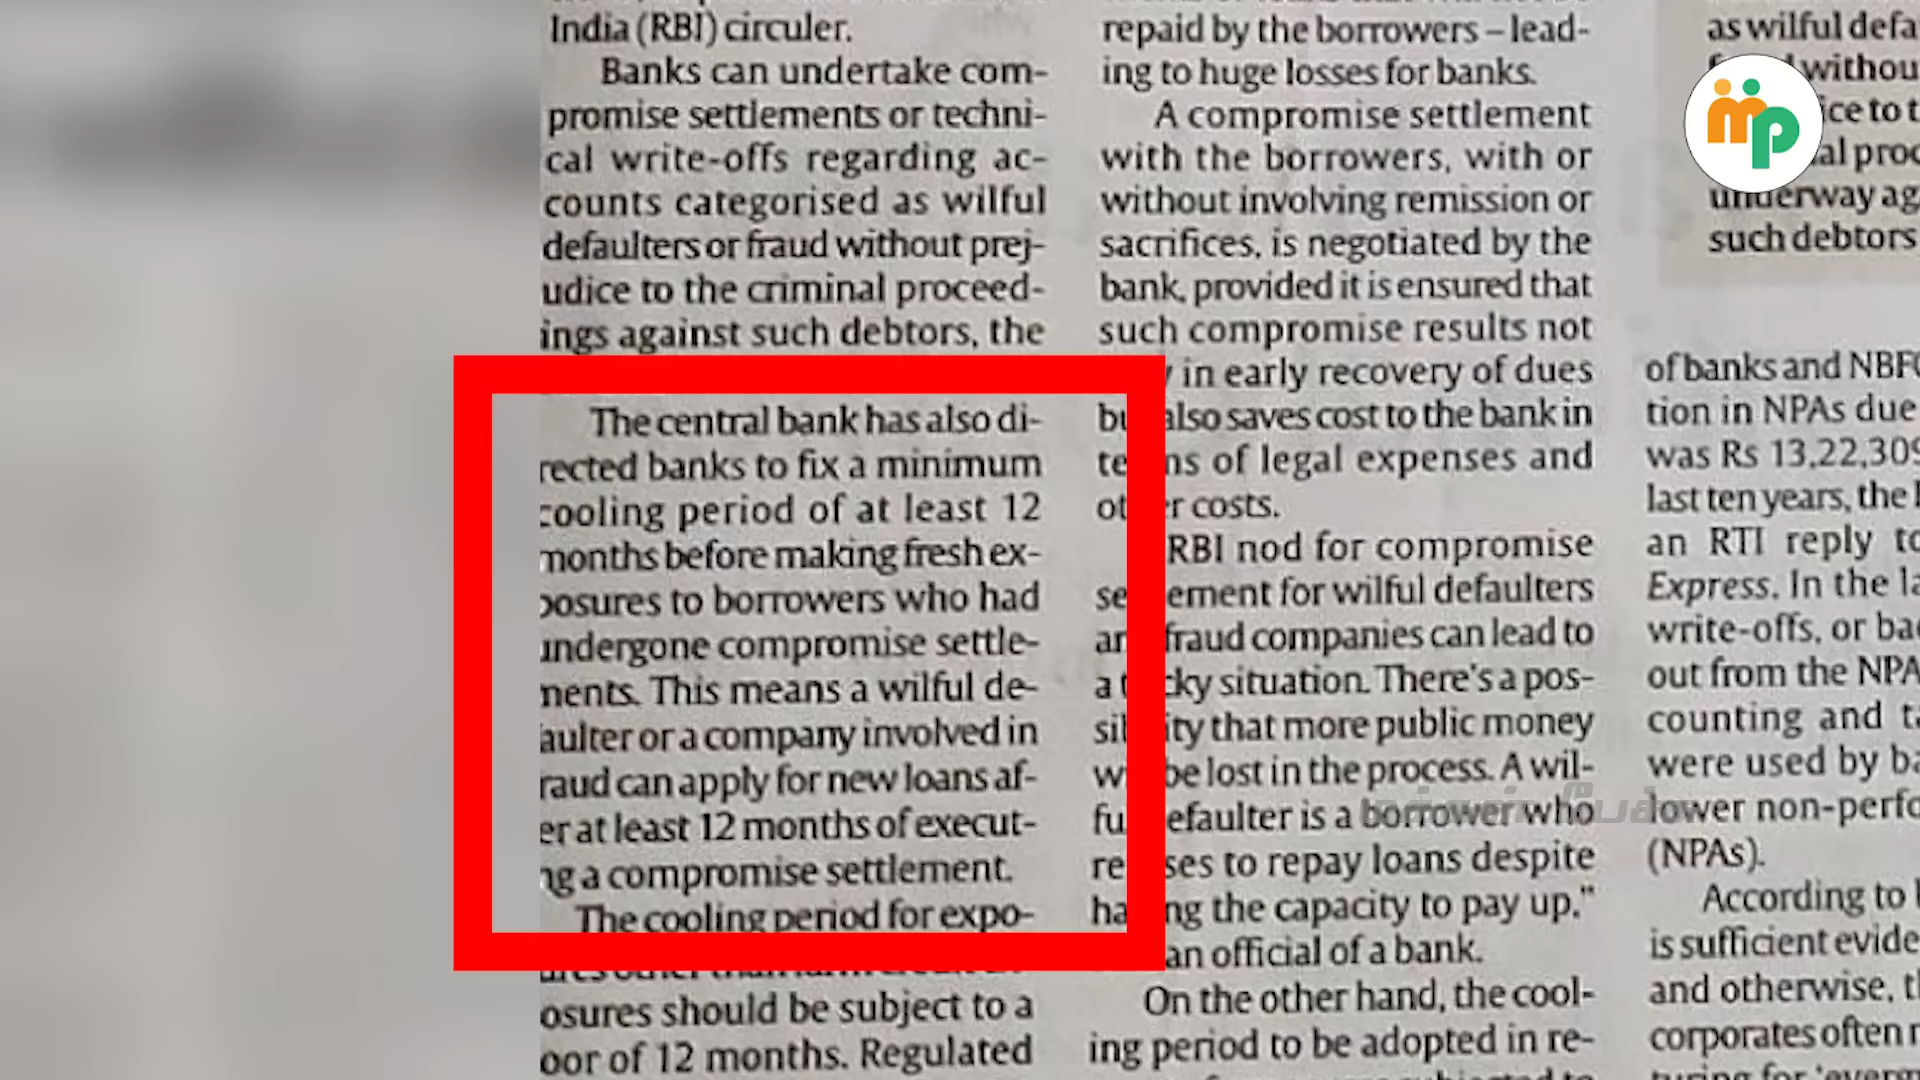 India (RBI) circuler.
Banks can undertake com-
promise settlements or techni-
cal write-offs regarding ac-
counts categorised as wilful
defaulters or fraud without prej-
udice to the criminal proceed-
ings against such debtors, the
The central bank has also di-
rected banks to fix a minimum
cooling period of at least 12
months before making fresh ex-
posures to borrowers who had
undergone compromise settle-
ments. This means a wilful de-
aulter or a company involved in
raud can apply for new loans af-
er at least 12 months of execut-
ng a compromise settlement.
The cooling period for expo-
osures should be subject to a
oor of 12 months. Regulated
repaid by the borrowers – lead-
ing to huge losses for banks.
A compromise settlement
with the borrowers, with or
without involving remission or
sacrifices, is negotiated by the
bank, provided it is ensured that
such compromise results not
in early recovery of dues
also saves cost to the bank in
of legal expenses and
costs.
RBI nod for compromise
for wilful defaulters
fraud companies can lead to
a situation. There's a pos-
that more public money
be lost in the process. A wil-
defaulter is a borrower who
to repay loans despite
the capacity to pay up,"
an official of a bank.
On the other hand, the cool-
ing period to be adopted in re-
as wilful defa
withou
ice to t
al proc
underway ag
such debtors
of banks and NBFC
tion in NPAs due
was Rs 13,22,309
last ten years, the
an RTI reply to
Express. In the la
write-offs, or ba
out from the NPA
counting and ta
were used by ba
lower non-perfo
(NPAs).
According to
is sufficient evide
and otherwise, t
corporates often
mp